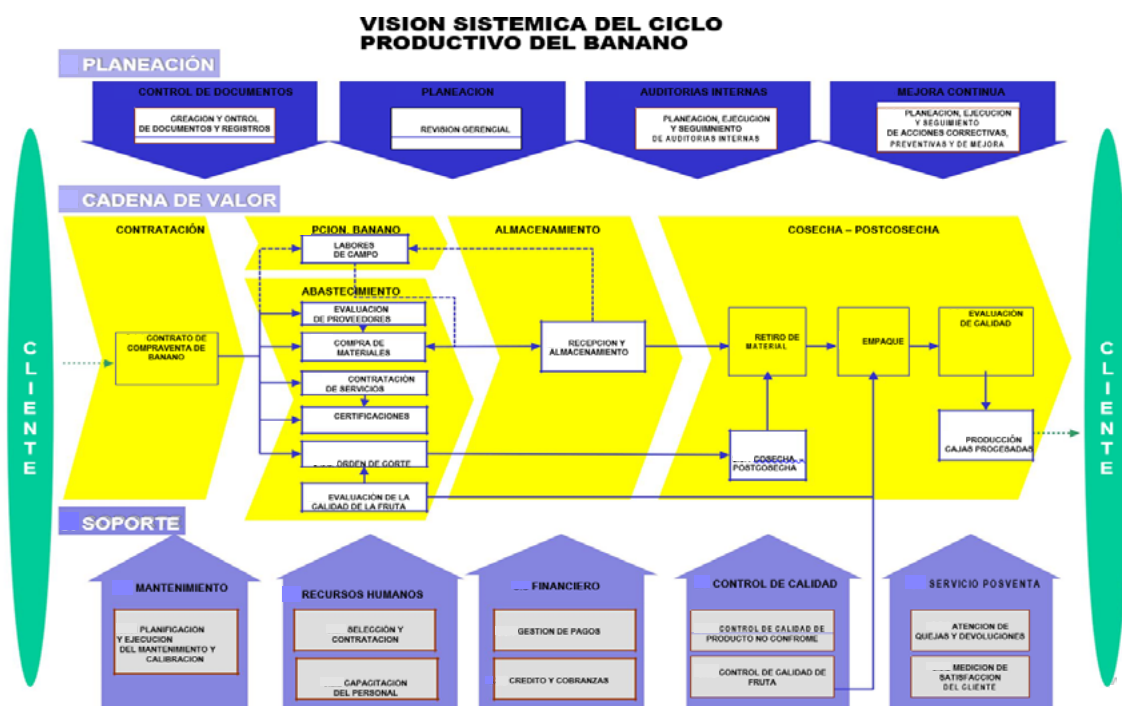 VISION SISTEMICA DEL CICLO
PRODUCTIVO DEL BANANO
PLANEACIÓN
CONTROL DE DOCUMENTOS
CREACION Y ONTROL
DE DOCUMENTOS Y REGISTROS
PLANEACION
REVISION GERENCIAL
AUDITORIAS INTERNAS
PLANEACION, EJECUCION
Y SEGUIMNIENTO
DE AUDITORIAS INTERNAS
MEJORA CONTINUA
PLANEACION, EJECUCION
Y SEGUIMIENTO
DE ACCIONES CORRECTIVAS,
PREVENTIVAS Y DE MEJORA
CLIENTE
CADENA DE VALOR
CONTRATACIÓN
CONTRATO DE
COMPRAVENTA DE
BANANO
PCION. BANANO
LABORES
DE CAMPO
ABASTECIMIENTO
EVALUACION
DE PROVEEDORES
COMPRA DE
MATERIALES
CONTRATACIÓN
DE SERVICIOS
CERTIFICACIONES
ORDEN DE CORTE
EVALUACIÓN DE LA
CALIDAD DE LA FRUTA
ALMACENAMIENTO
RECEPCION Y
ALMACENAMIENTO
COSECHA – POSTCOSECHA
RETIRO DE
MATERIAL
EMPAQUE
EVALUACIÓN
DE CALIDAD
COSECHA -
POSTCOSECHA
PRODUCCIÓN
CAJAS PROCESADAS
CLIENTE
SOPORTE
MANTENIMIENTO
PLANIFICACION
Y EJECUCION
DEL MANTENIMIENTO Y
CALIBRACION
RECURSOS HUMANOS
SELECCIÓN Y
CONTRATACION
CAPACITACION
DEL PERSONAL
FINANCIERO
GESTION DE PAGOS
CREDITO Y COBRANZAS
CONTROL DE CALIDAD
CONTROL DE CALIDAD DE
PRODUCTO NO CONFROME
CONTROL DE CALIDAD DE
FRUTA
SERVICIO POSVENTA
ATENCION DE
QUEJAS Y DEVOLUCIONES
MEDICION DE
SATISFACCION
DEL CLIENTE